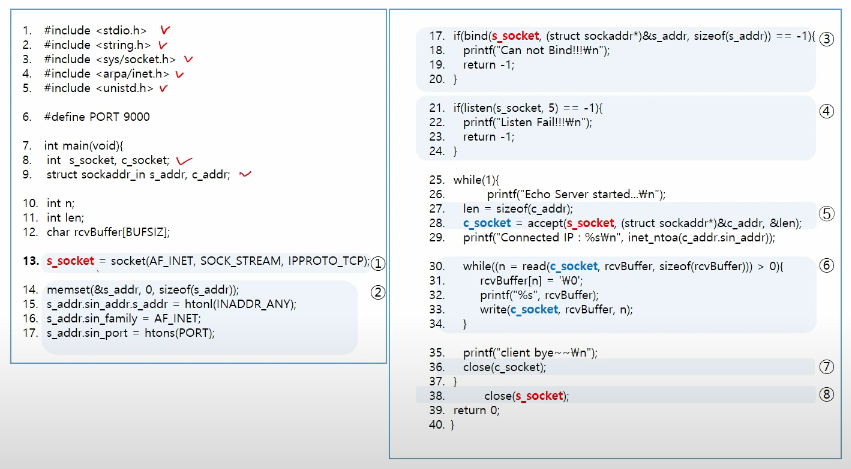 1. #include <stdio.h>
2. #include <string.h>
3. #include <sys/socket.h>
4. #include <arpa/inet.h>
5. #include <unistd.h>
6. #define PORT 9000
7. int main(void){
8. int s_socket, c_socket;
9. struct sockaddr_in s_addr, c_addr;
10. int n;
11. int len;
12. char rcvBuffer[BUFSIZ];
13. s_socket = socket(AF_INET, SOCK_STREAM, IPPROTO_TCP); ①
14. memset(&s_addr, 0, sizeof(s_addr)); ②
15. s_addr.sin_addr.s_addr = htonl(INADDR_ANY);
16. s_addr.sin_family = AF_INET;
17. s_addr.sin_port = htons(PORT);
17. if(bind(s_socket, (struct sockaddr*)&s_addr, sizeof(s_addr)) == -1){ ③
18. printf("Can not Bind!!!₩n");
19. return -1;
20. }
21. if(listen(s_socket, 5) == -1){ ④
22. printf("Listen Fail!!!₩n");
23. return -1;
24. }
25. while(1){
26. printf("Echo Server started...₩n");
27. len = sizeof(c_addr); ⑤
28. c_socket = accept(s_socket, (struct sockaddr*)&c_addr, &len);
29. printf("Connected IP : %s₩n", inet_ntoa(c_addr.sin_addr));
30. while((n = read(c_socket, rcvBuffer, sizeof(rcvBuffer))) > 0){ ⑥
31. rcvBuffer[n] = '₩0';
32. printf("%s", rcvBuffer);
33. write(c_socket, rcvBuffer, n);
34. }
35. printf("client bye~~₩n");
36. close(c_socket); ⑦
37. }
38. close(s_socket); ⑧
39. return 0;
40. }